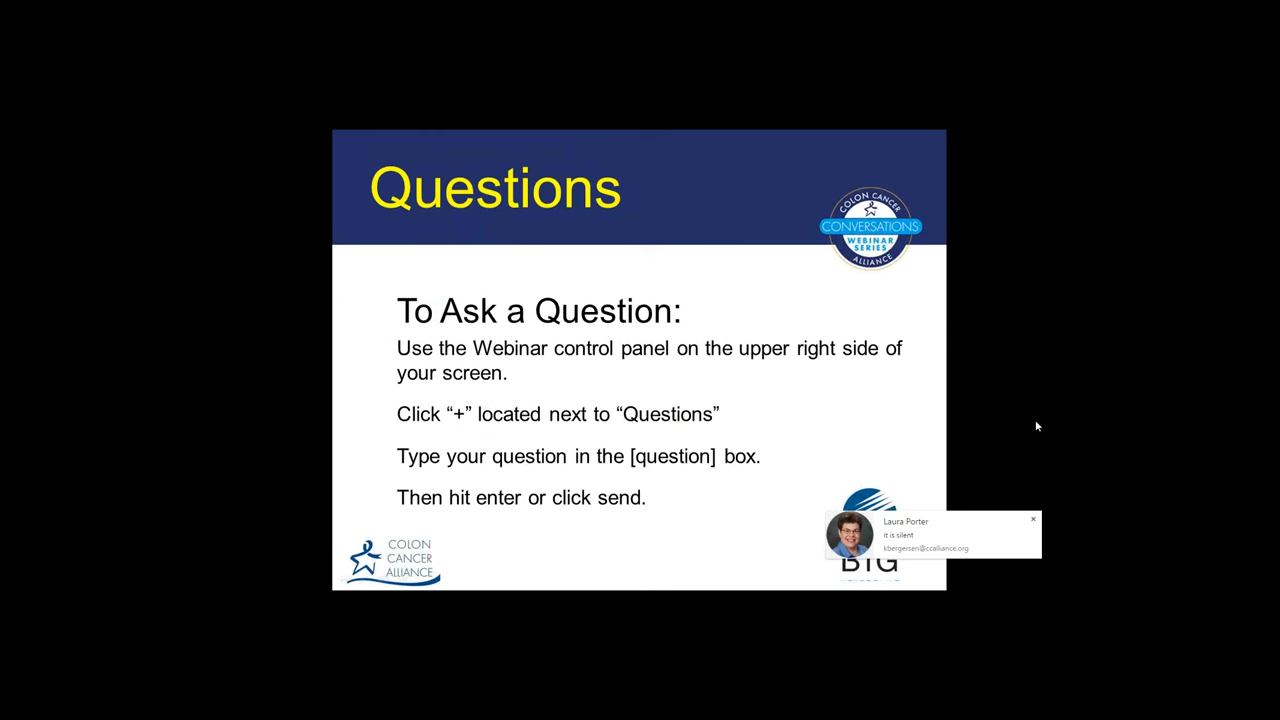 Questions
COLON CANCER
CONVERSATIONS
WEBINAR
SERIES
ALLIANCE
To Ask a Question:
Use the Webinar control panel on the upper right side of
your screen.
Click “+” located next to “Questions”
Type your question in the [question] box.
Then hit enter or click send.
Laura Porter
it is silent
kbergersen@ccalliance.org
COLON
CANCER
ALLIANCE
BTG